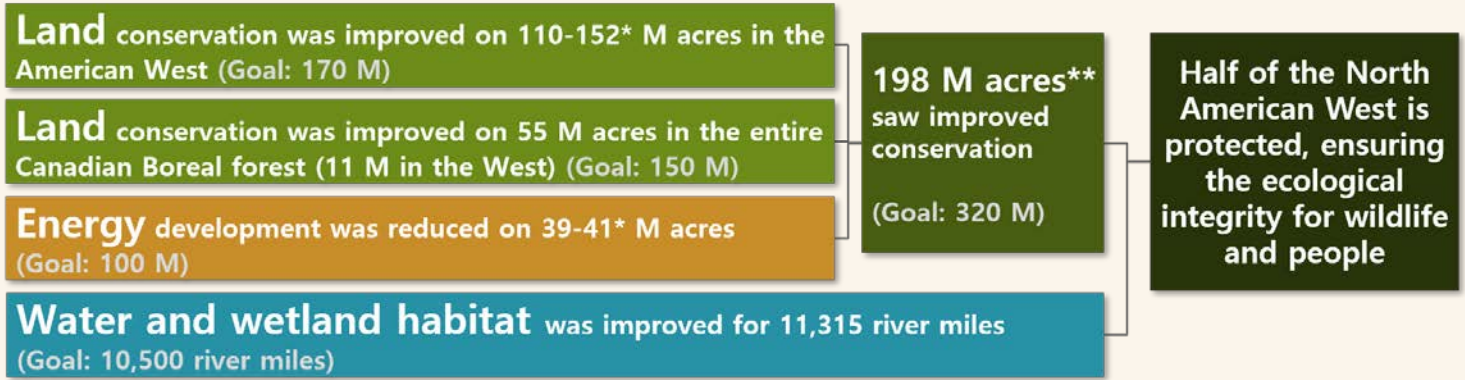 Land conservation was improved on 110-152* M acres in the
American West (Goal: 170 M)
Land conservation was improved on 55 M acres in the entire
Canadian Boreal forest (11 M in the West) (Goal: 150 M)
Energy development was reduced on 39-41* M acres
(Goal: 100 M)
Water and wetland habitat was improved for 11,315 river miles
(Goal: 10,500 river miles)
198 M acres**
saw improved
conservation
(Goal: 320 M)
Half of the North
American West is
protected, ensuring
the ecological
integrity for wildlife
and people